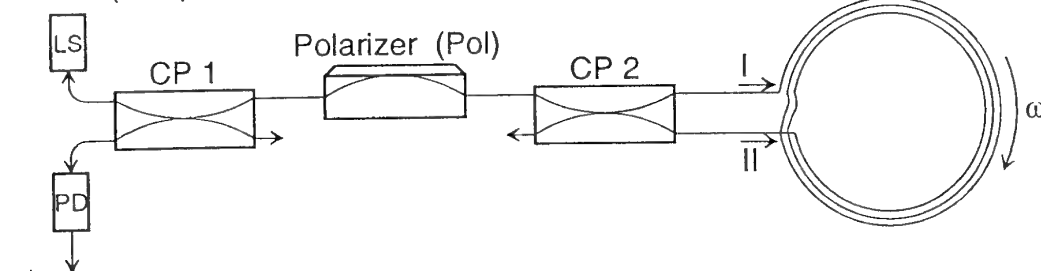 LS
Polarizer (Pol)
CP 1
CP 2
I
II
ω
PD